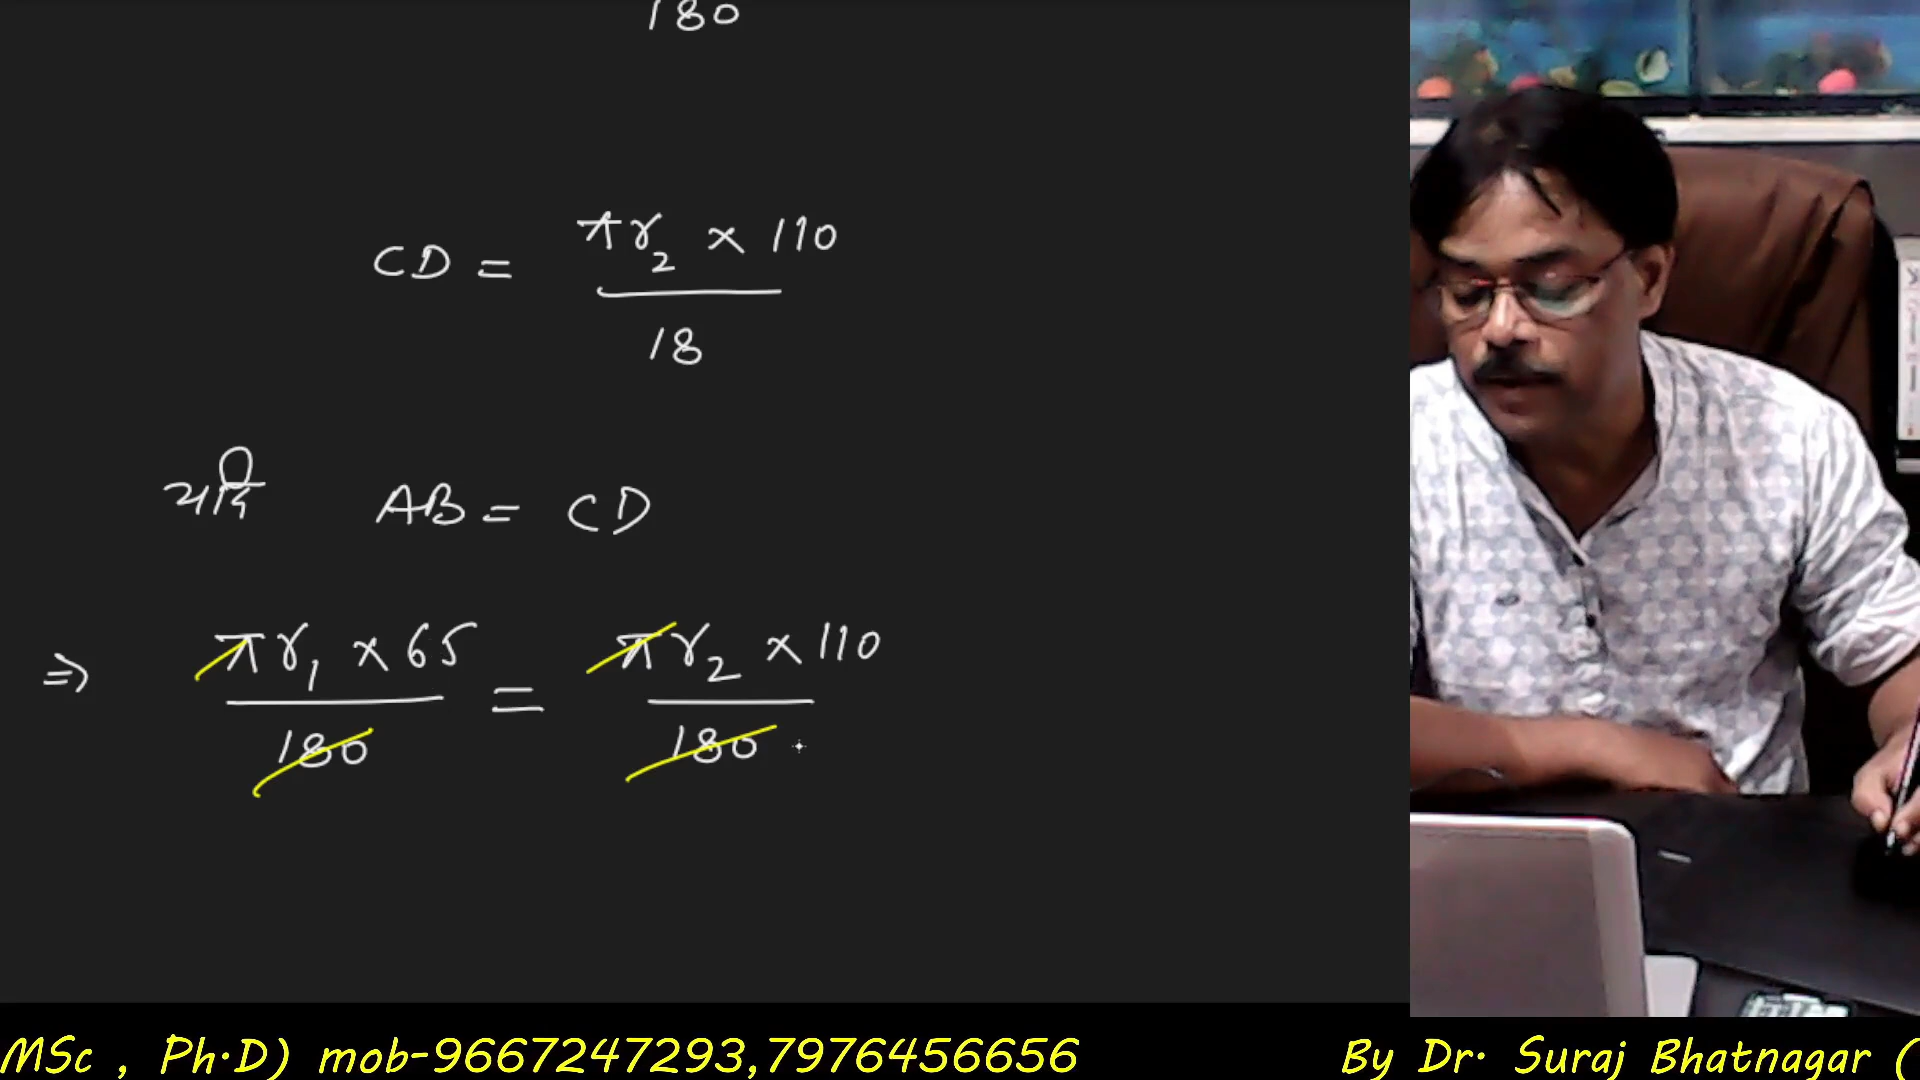 180
CD = πr₂ × 110 / 18
यदि AB = CD
⇒ πr₁ × 65 / 180 = πr₂ × 110 / 180
MSc , Ph.D) mob-9667247293,7976456656 By Dr. Suraj Bhatnagar (